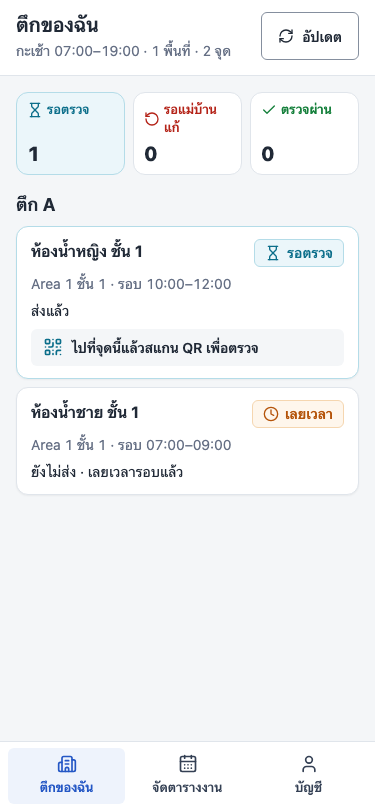 ตึกของฉัน
กะเช้า 07:00–19:00 · 1 พื้นที่ · 2 จุด
อัปเดต
รอตรวจ
1
รอแม่บ้าน
แก้
0
ตรวจผ่าน
0
ตึก A
ห้องน้ำหญิง ชั้น 1
รอตรวจ
Area 1 ชั้น 1 · รอบ 10:00–12:00
ส่งแล้ว
ไปที่จุดนี้แล้วสแกน QR เพื่อตรวจ
ห้องน้ำชาย ชั้น 1
เลยเวลา
Area 1 ชั้น 1 · รอบ 07:00–09:00
ยังไม่ส่ง · เลยเวลารอบแล้ว
ตึกของฉัน
จัดตารางงาน
บัญชี